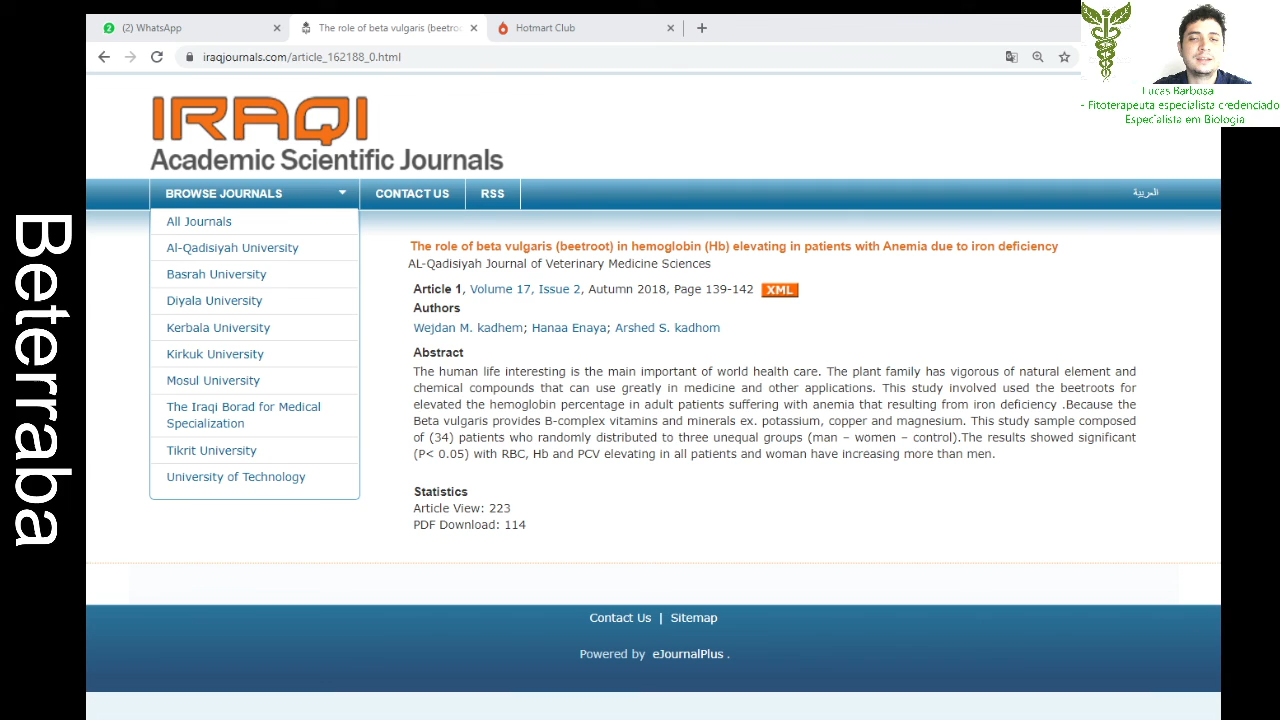 (2) WhatsApp
The role of beta vulgaris (beetroo
Hotmart Club
iraqjournals.com/article_162188_0.html
Lucas Barbosa
- Fitoterapeuta especialista credenciado
Especialista em Biologia
IRAQI
Academic Scientific Journals
BROWSE JOURNALS
CONTACT US
RSS
العربية
All Journals
Al-Qadisiyah University
Basrah University
Diyala University
Kerbala University
Kirkuk University
Mosul University
The Iraqi Borad for Medical
Specialization
Tikrit University
University of Technology
The role of beta vulgaris (beetroot) in hemoglobin (Hb) elevating in patients with Anemia due to iron deficiency
AL-Qadisiyah Journal of Veterinary Medicine Sciences
Article 1, Volume 17, Issue 2, Autumn 2018, Page 139-142 XML
Authors
Wejdan M. kadhem; Hanaa Enaya; Arshed S. kadhom
Abstract
The human life interesting is the main important of world health care. The plant family has vigorous of natural element and
chemical compounds that can use greatly in medicine and other applications. This study involved used the beetroots for
elevated the hemoglobin percentage in adult patients suffering with anemia that resulting from iron deficiency .Because the
Beta vulgaris provides B-complex vitamins and minerals ex. potassium, copper and magnesium. This study sample composed
of (34) patients who randomly distributed to three unequal groups (man – women – control).The results showed significant
(P< 0.05) with RBC, Hb and PCV elevating in all patients and woman have increasing more than men.
Statistics
Article View: 223
PDF Download: 114
Contact Us | Sitemap
Powered by eJournalPlus .
Beterraba